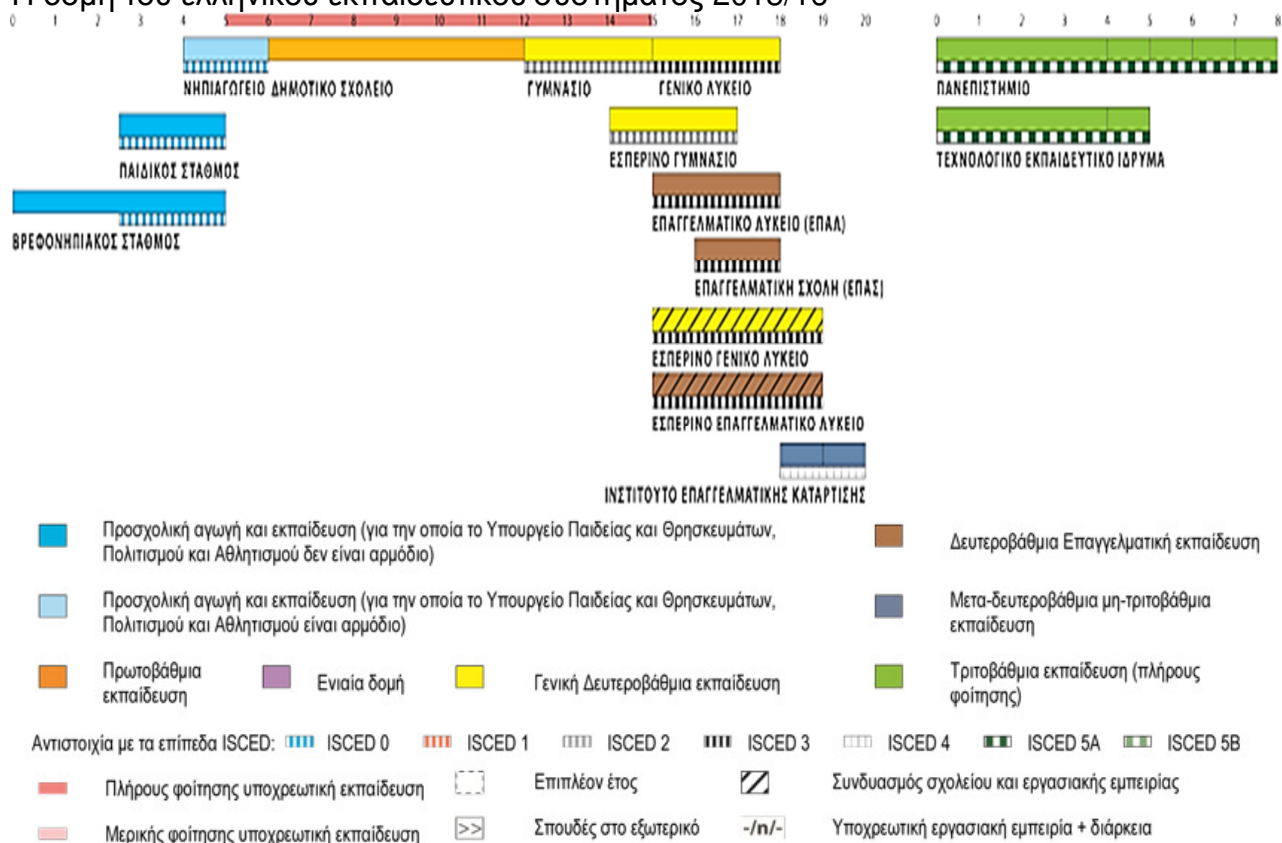 0 1 2 3 4 5 6 7 8 9 10 11 12 13 14 15 16 17 18 19 20 0 1 2 3 4 5 6 7 8
ΝΗΠΙΑΓΩΓΕΙΟ ΔΗΜΟΤΙΚΟ ΣΧΟΛΕΙΟ ΓΥΜΝΑΣΙΟ ΓΕΝΙΚΟ ΛΥΚΕΙΟ ΠΑΝΕΠΙΣΤΗΜΙΟ
ΠΑΙΔΙΚΟΣ ΣΤΑΘΜΟΣ ΕΣΠΕΡΙΝΟ ΓΥΜΝΑΣΙΟ ΤΕΧΝΟΛΟΓΙΚΟ ΕΚΠΑΙΔΕΥΤΙΚΟ ΙΔΡΥΜΑ
ΒΡΕΦΟΝΗΠΙΑΚΟΣ ΣΤΑΘΜΟΣ ΕΠΑΓΓΕΛΜΑΤΙΚΟ ΛΥΚΕΙΟ (ΕΠΑΛ)
ΕΠΑΓΓΕΛΜΑΤΙΚΗ ΣΧΟΛΗ (ΕΠΑΣ)
ΕΣΠΕΡΙΝΟ ΓΕΝΙΚΟ ΛΥΚΕΙΟ
ΕΣΠΕΡΙΝΟ ΕΠΑΓΓΕΛΜΑΤΙΚΟ ΛΥΚΕΙΟ
ΙΝΣΤΙΤΟΥΤΟ ΕΠΑΓΓΕΛΜΑΤΙΚΗΣ ΚΑΤΑΡΤΙΣΗΣ
Προσχολική αγωγή και εκπαίδευση (για την οποία το Υπουργείο Παιδείας και Θρησκευμάτων,
Πολιτισμού και Αθλητισμού δεν είναι αρμόδιο)
Δευτεροβάθμια Επαγγελματική εκπαίδευση
Προσχολική αγωγή και εκπαίδευση (για την οποία το Υπουργείο Παιδείας και Θρησκευμάτων,
Πολιτισμού και Αθλητισμού είναι αρμόδιο)
Μετα-δευτεροβάθμια μη-τριτοβάθμια
εκπαίδευση
Πρωτοβάθμια
εκπαίδευση
Ενιαία δομή
Γενική Δευτεροβάθμια εκπαίδευση
Τριτοβάθμια εκπαίδευση (πλήρους
φοίτησης)
Αντιστοιχία με τα επίπεδα ISCED: ISCED 0 ISCED 1 ISCED 2 ISCED 3 ISCED 4 ISCED 5A ISCED 5B
Πλήρους φοίτησης υποχρεωτική εκπαίδευση Επιπλέον έτος Συνδυασμός σχολείου και εργασιακής εμπειρίας
Μερικής φοίτησης υποχρεωτική εκπαίδευση >> Σπουδές στο εξωτερικό -/n/- Υποχρεωτική εργασιακή εμπειρία + διάρκεια